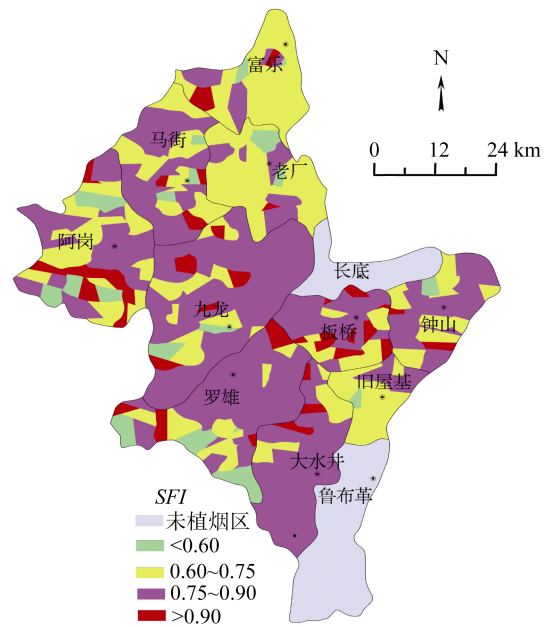 富乐
N
马街
老厂
0 12 24 km
阿岗
长底
九龙
板桥
钟山
旧屋基
罗雄
大水井
鲁布革
SFI
未植烟区
<0.60
0.60~0.75
0.75~0.90
>0.90